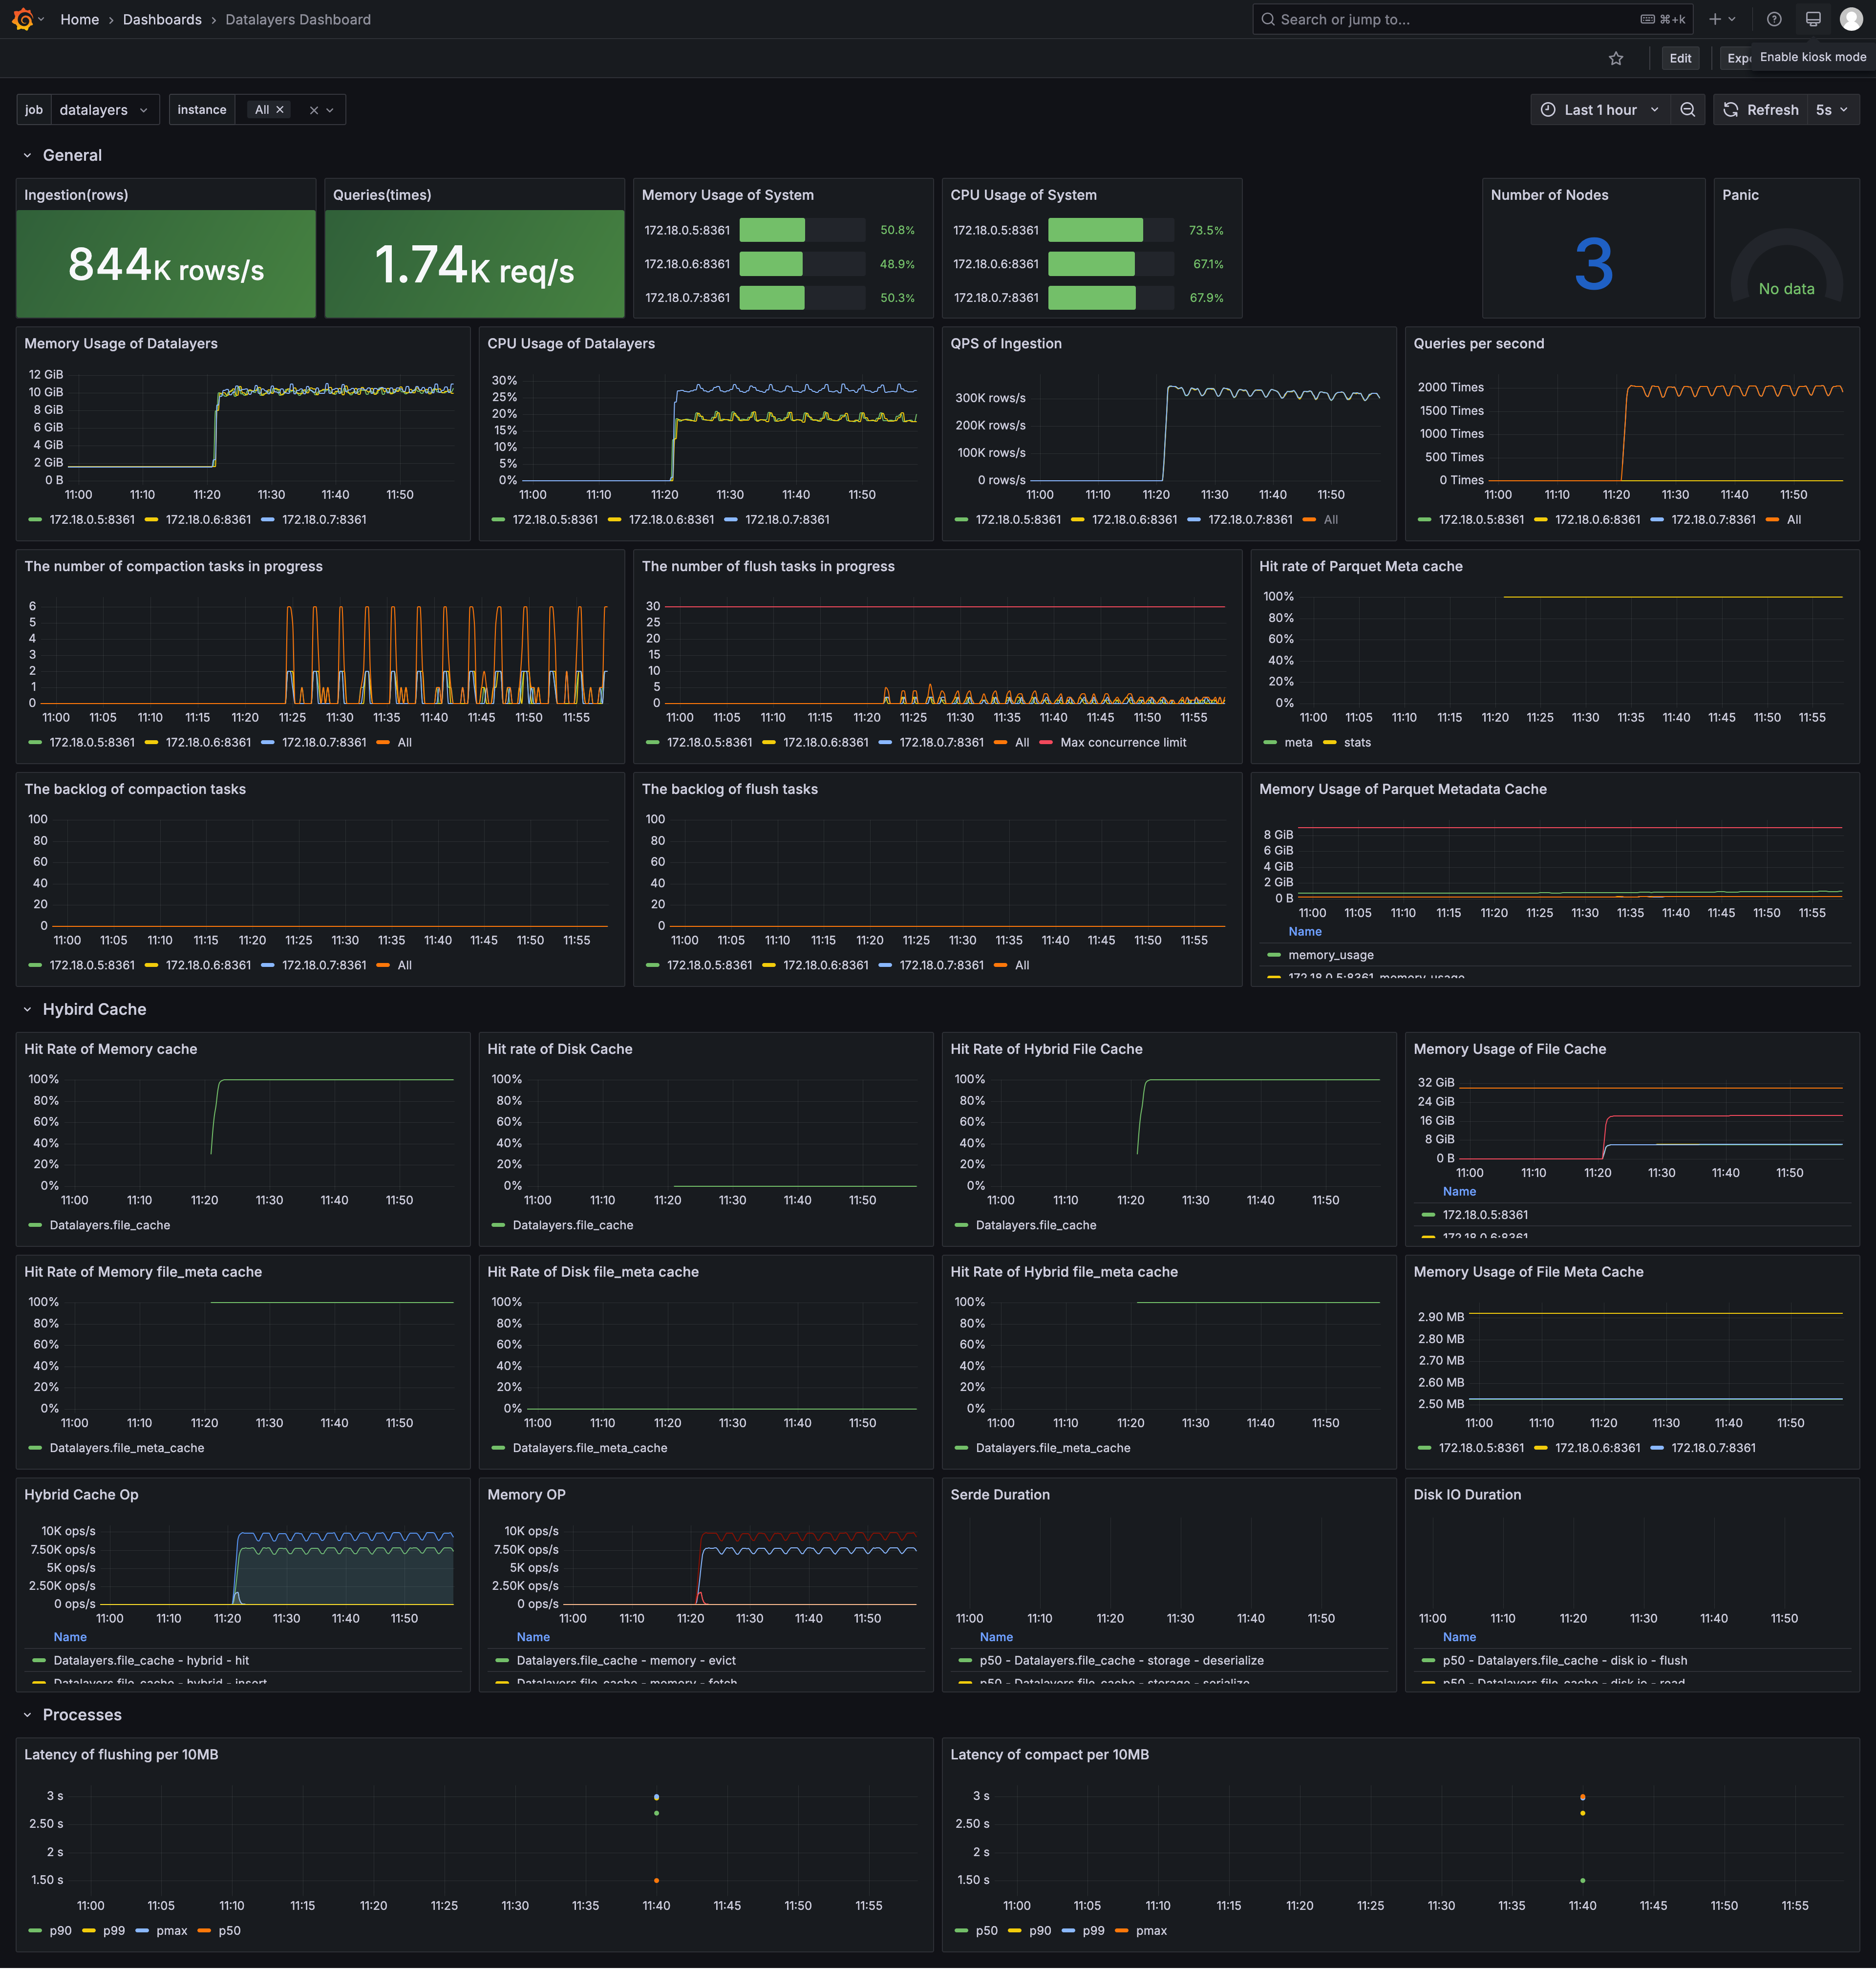 Home › Dashboards › Datalayers Dashboard
Search or jump to...
⌘+k
Edit
Expo
Enable kiosk mode
job datalayers
instance All
Last 1 hour
Refresh 5s
General
Ingestion(rows)
844K rows/s
Queries(times)
1.74K req/s
Memory Usage of System
172.18.0.5:8361 50.8%
172.18.0.6:8361 48.9%
172.18.0.7:8361 50.3%
CPU Usage of System
172.18.0.5:8361 73.5%
172.18.0.6:8361 67.1%
172.18.0.7:8361 67.9%
Number of Nodes
3
Panic
No data
Memory Usage of Datalayers
12 GiB
10 GiB
8 GiB
6 GiB
4 GiB
2 GiB
0 B
11:00 11:10 11:20 11:30 11:40 11:50
172.18.0.5:8361 172.18.0.6:8361 172.18.0.7:8361
CPU Usage of Datalayers
30%
25%
20%
15%
10%
5%
0%
11:00 11:10 11:20 11:30 11:40 11:50
172.18.0.5:8361 172.18.0.6:8361 172.18.0.7:8361
QPS of Ingestion
300K rows/s
200K rows/s
100K rows/s
0 rows/s
11:00 11:10 11:20 11:30 11:40 11:50
172.18.0.5:8361 172.18.0.6:8361 172.18.0.7:8361 All
Queries per second
2000 Times
1500 Times
1000 Times
500 Times
0 Times
11:00 11:10 11:20 11:30 11:40 11:50
172.18.0.5:8361 172.18.0.6:8361 172.18.0.7:8361 All
The number of compaction tasks in progress
6
5
4
3
2
1
0
11:00 11:05 11:10 11:15 11:20 11:25 11:30 11:35 11:40 11:45 11:50 11:55
172.18.0.5:8361 172.18.0.6:8361 172.18.0.7:8361 All
The number of flush tasks in progress
30
25
20
15
10
5
0
11:00 11:05 11:10 11:15 11:20 11:25 11:30 11:35 11:40 11:45 11:50 11:55
172.18.0.5:8361 172.18.0.6:8361 172.18.0.7:8361 All Max concurrence limit
Hit rate of Parquet Meta cache
100%
80%
60%
40%
20%
0%
11:00 11:05 11:10 11:15 11:20 11:25 11:30 11:35 11:40 11:45 11:50 11:55
meta stats
The backlog of compaction tasks
100
80
60
40
20
0
11:00 11:05 11:10 11:15 11:20 11:25 11:30 11:35 11:40 11:45 11:50 11:55
172.18.0.5:8361 172.18.0.6:8361 172.18.0.7:8361 All
The backlog of flush tasks
100
80
60
40
20
0
11:00 11:05 11:10 11:15 11:20 11:25 11:30 11:35 11:40 11:45 11:50 11:55
172.18.0.5:8361 172.18.0.6:8361 172.18.0.7:8361 All
Memory Usage of Parquet Metadata Cache
8 GiB
6 GiB
4 GiB
2 GiB
0 B
11:00 11:05 11:10 11:15 11:20 11:25 11:30 11:35 11:40 11:45 11:50 11:55
Name
memory_usage
172.18.0.5:8361 memory_usage
Hybird Cache
Hit Rate of Memory cache
100%
80%
60%
40%
20%
0%
11:00 11:10 11:20 11:30 11:40 11:50
Datalayers.file_cache
Hit rate of Disk Cache
100%
80%
60%
40%
20%
0%
11:00 11:10 11:20 11:30 11:40 11:50
Datalayers.file_cache
Hit Rate of Hybrid File Cache
100%
80%
60%
40%
20%
0%
11:00 11:10 11:20 11:30 11:40 11:50
Datalayers.file_cache
Memory Usage of File Cache
32 GiB
24 GiB
16 GiB
8 GiB
0 B
11:00 11:10 11:20 11:30 11:40 11:50
Name
172.18.0.5:8361
172.18.0.6:8361
Hit Rate of Memory file_meta cache
100%
80%
60%
40%
20%
0%
11:00 11:10 11:20 11:30 11:40 11:50
Datalayers.file_meta_cache
Hit Rate of Disk file_meta cache
100%
80%
60%
40%
20%
0%
11:00 11:10 11:20 11:30 11:40 11:50
Datalayers.file_meta_cache
Hit Rate of Hybrid file_meta cache
100%
80%
60%
40%
20%
0%
11:00 11:10 11:20 11:30 11:40 11:50
Datalayers.file_meta_cache
Memory Usage of File Meta Cache
2.90 MB
2.80 MB
2.70 MB
2.60 MB
2.50 MB
11:00 11:10 11:20 11:30 11:40 11:50
172.18.0.5:8361 172.18.0.6:8361 172.18.0.7:8361
Hybrid Cache Op
10K ops/s
7.50K ops/s
5K ops/s
2.50K ops/s
0 ops/s
11:00 11:10 11:20 11:30 11:40 11:50
Name
Datalayers.file_cache - hybrid - hit
Datalayers.file_cache - hybrid - insert
Memory OP
10K ops/s
7.50K ops/s
5K ops/s
2.50K ops/s
0 ops/s
11:00 11:10 11:20 11:30 11:40 11:50
Name
Datalayers.file_cache - memory - evict
Datalayers.file_cache - memory - fetch
Serde Duration
11:00 11:10 11:20 11:30 11:40 11:50
Name
p50 - Datalayers.file_cache - storage - deserialize
p50 - Datalayers.file_cache - storage - serialize
Disk IO Duration
11:00 11:10 11:20 11:30 11:40 11:50
Name
p50 - Datalayers.file_cache - disk io - flush
p50 - Datalayers.file_cache - disk io - read
Processes
Latency of flushing per 10MB
3 s
2.50 s
2 s
1.50 s
11:00 11:05 11:10 11:15 11:20 11:25 11:30 11:35 11:40 11:45 11:50 11:55
p90 p99 pmax p50
Latency of compact per 10MB
3 s
2.50 s
2 s
1.50 s
11:00 11:05 11:10 11:15 11:20 11:25 11:30 11:35 11:40 11:45 11:50 11:55
p50 p90 p99 pmax